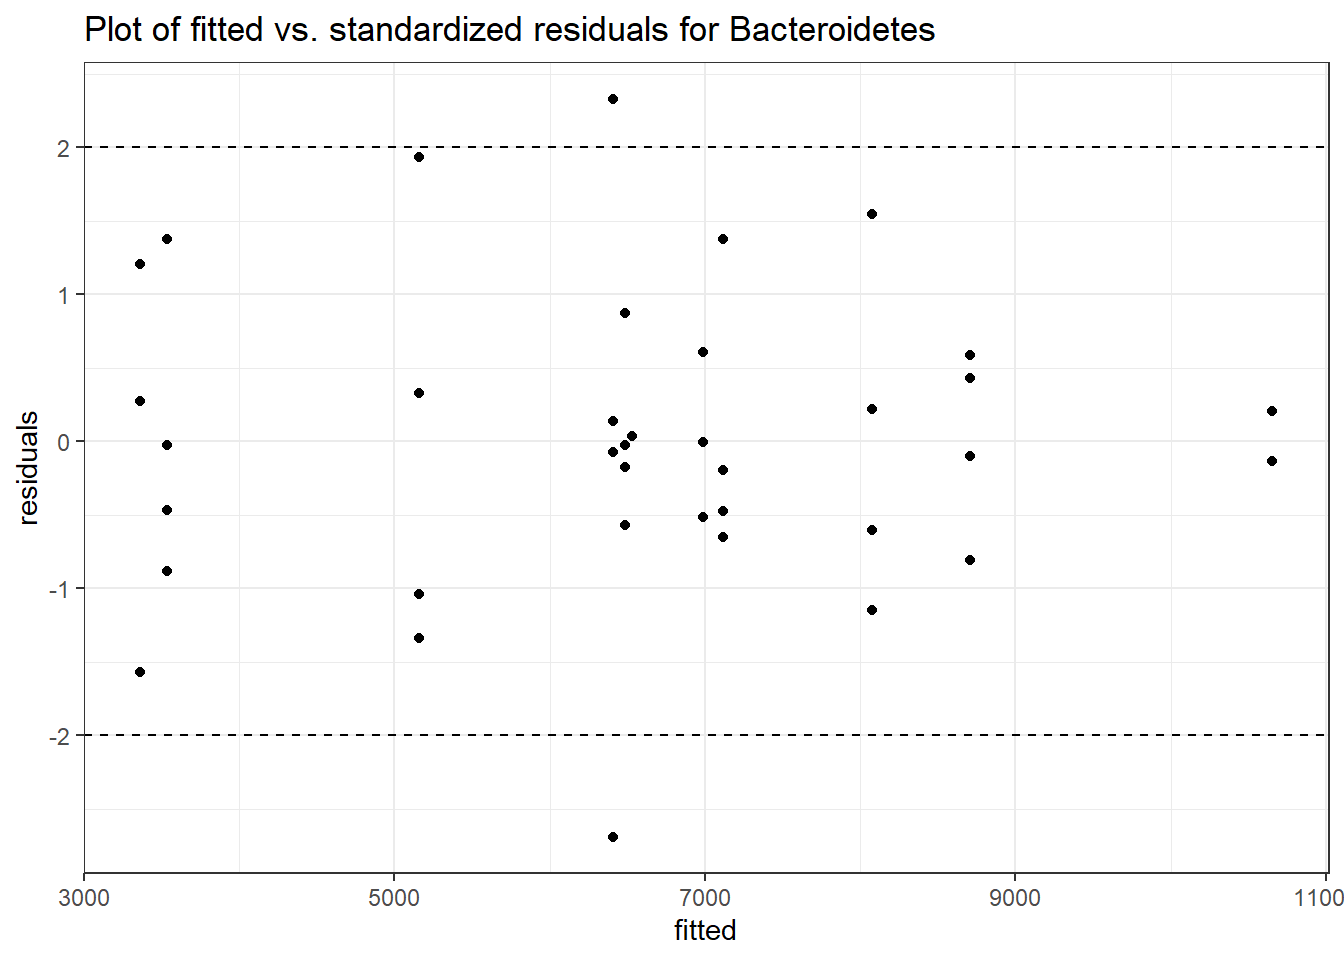 Plot of fitted vs. standardized residuals for Bacteroidetes
2
1
0
-1
-2
residuals
3000 5000 7000 9000 1100
fitted